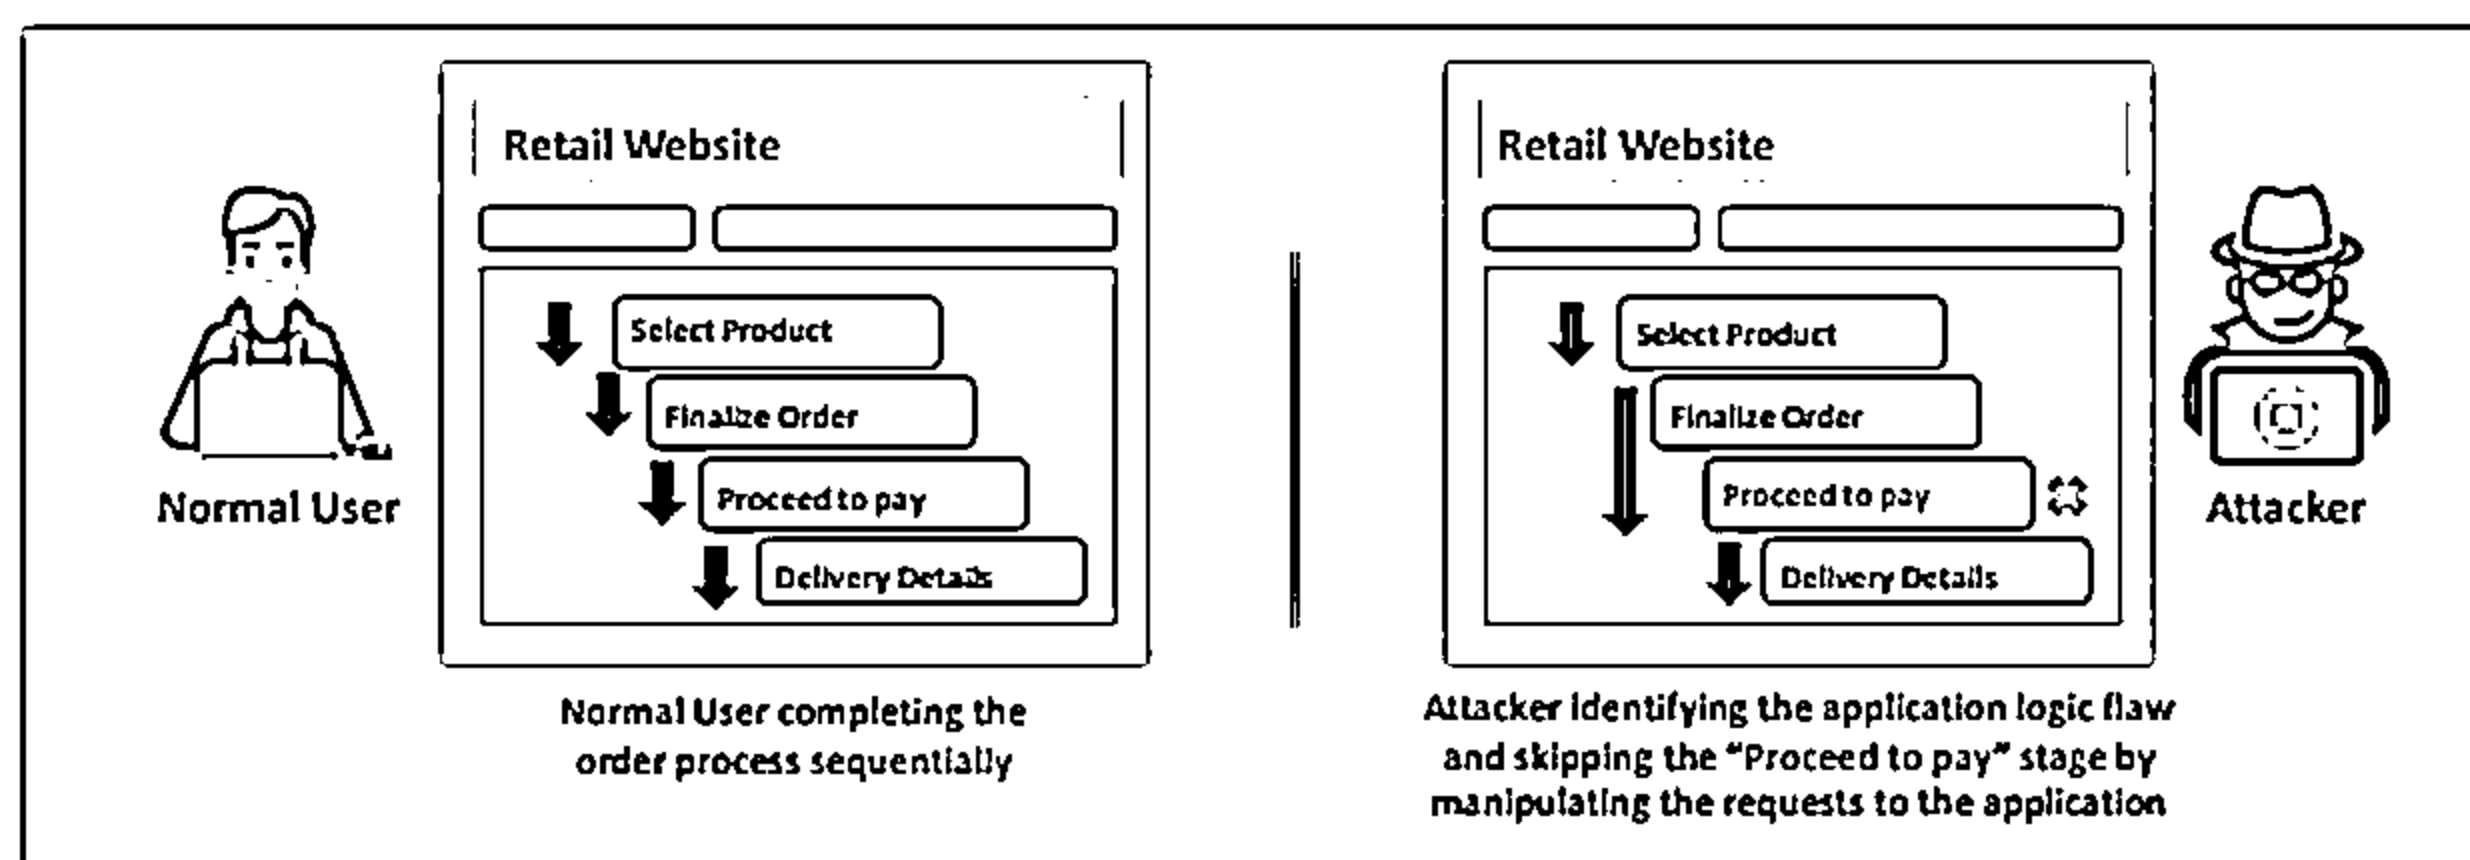 Retail Website
Select Product
Finalize Order
Proceed to pay
Delivery Details
Normal User
Normal User completing the
order process sequentially
Retail Website
Select Product
Finalize Order
Proceed to pay
Delivery Details
Attacker
Attacker identifying the application logic flaw
and skipping the “Proceed to pay” stage by
manipulating the requests to the application